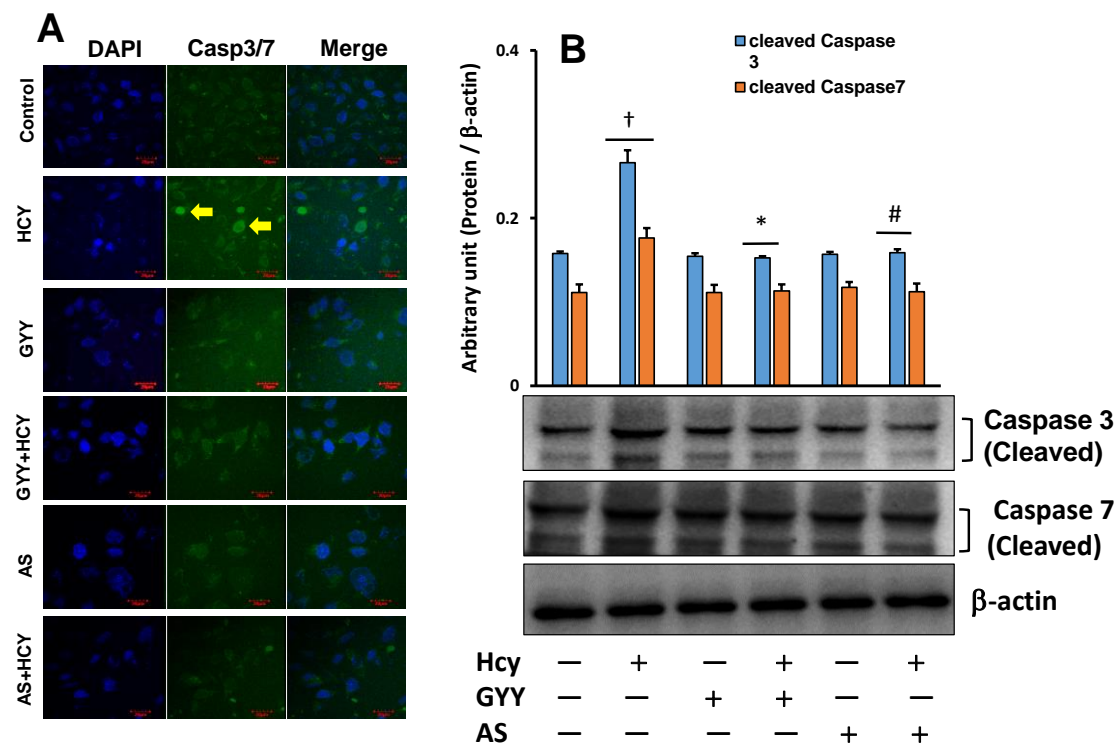 A
DAPI Casp3/7 Merge
Control
HCY
GYY
GYY+HCY
AS
AS+HCY
B
cleaved Caspase
3
cleaved Caspase7
Arbitrary unit (Protein / β-actin)
0.4
0.2
0
†
*
#
Caspase 3
(Cleaved)
Caspase 7
(Cleaved)
β-actin
Hcy — + — + — +
GYY — — + + — —
AS — — — — + +